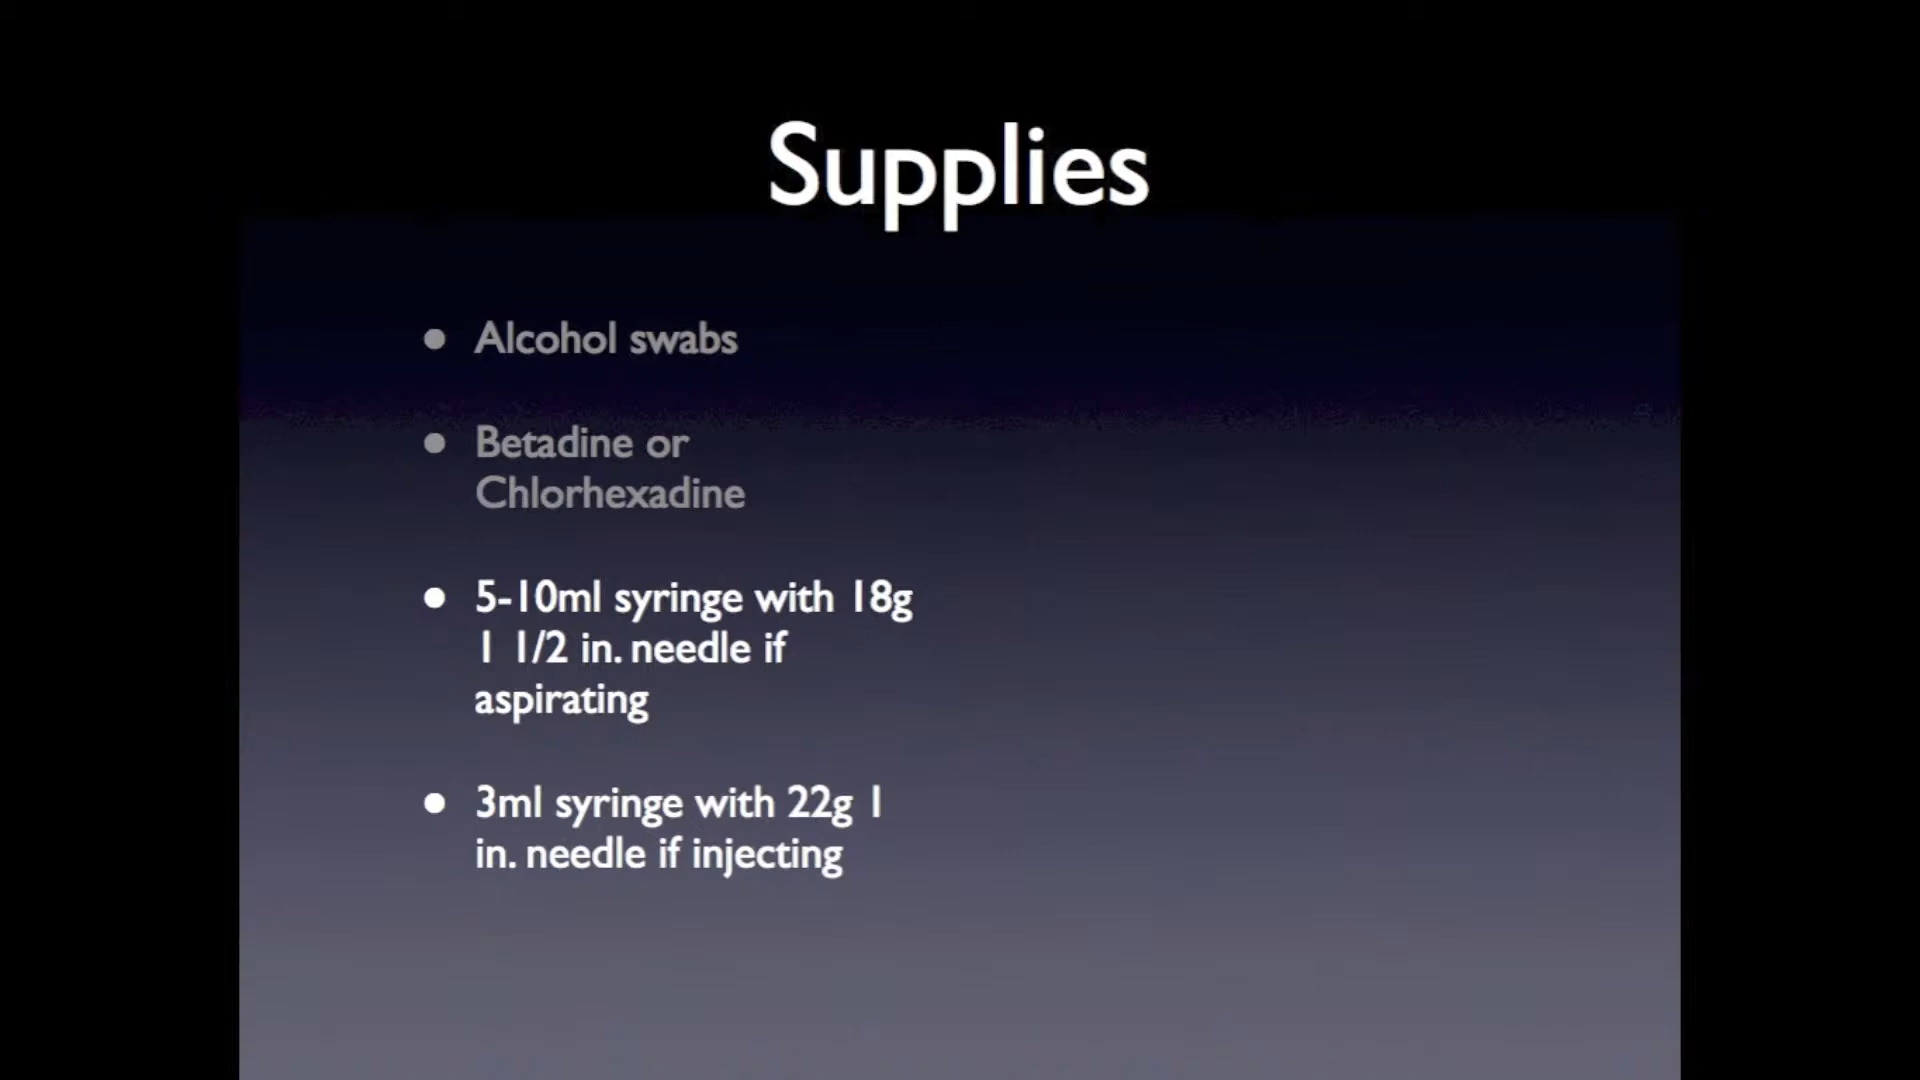 Supplies
• Alcohol swabs
• Betadine or
Chlorhexadine
• 5-10ml syringe with 18g
1 1/2 in. needle if
aspirating
• 3ml syringe with 22g 1
in. needle if injecting